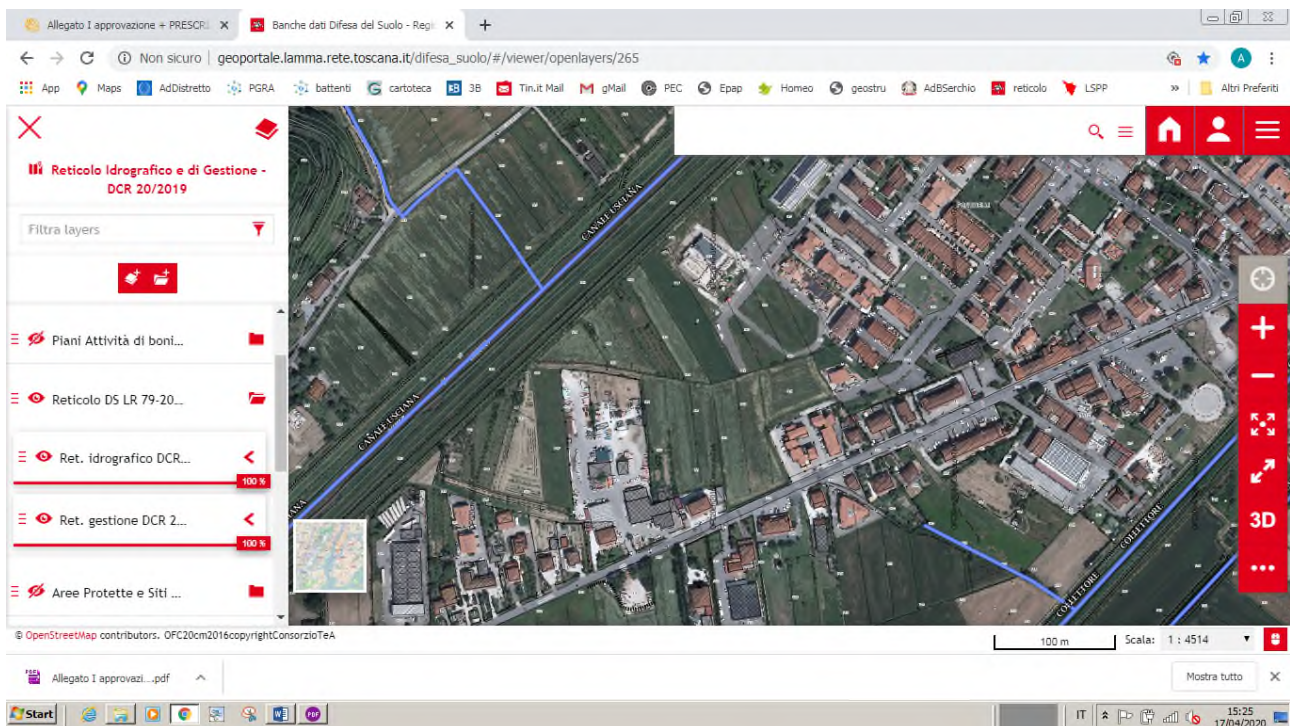 Allegato I approvazione + PRESCRI
Banche dati Difesa del Suolo - Regi
Non sicuro
geoportale.lamma.rete.toscana.it/difesa_suolo/#/viewer/openlayers/265
A
App
Maps
AdDistretto
PGRA
battenti
cartoteca
3B
Tin.it Mail
gMail
PEC
Epap
Homeo
geostru
AdBSerchio
reticolo
LSPP
»
Altri Preferiti
Reticolo Idrografico e di Gestione -
DCR 20/2019
Filtra layers
Piani Attività di boni...
Reticolo DS LR 79-20...
Ret. idrografico DCR...
100 %
Ret. gestione DCR 2...
100 %
Aree Protette e Siti ...
CANALE USCIANA
CANALE USCIANA
COLLETTORE
COLLETTORE
3D
© OpenStreetMap contributors. OFC20cm2016copyrightConsorzioTeA
100 m
Scala: 1 : 4514
Allegato I approvazi....pdf
Mostra tutto
Start
IT
15:25
17/04/2020